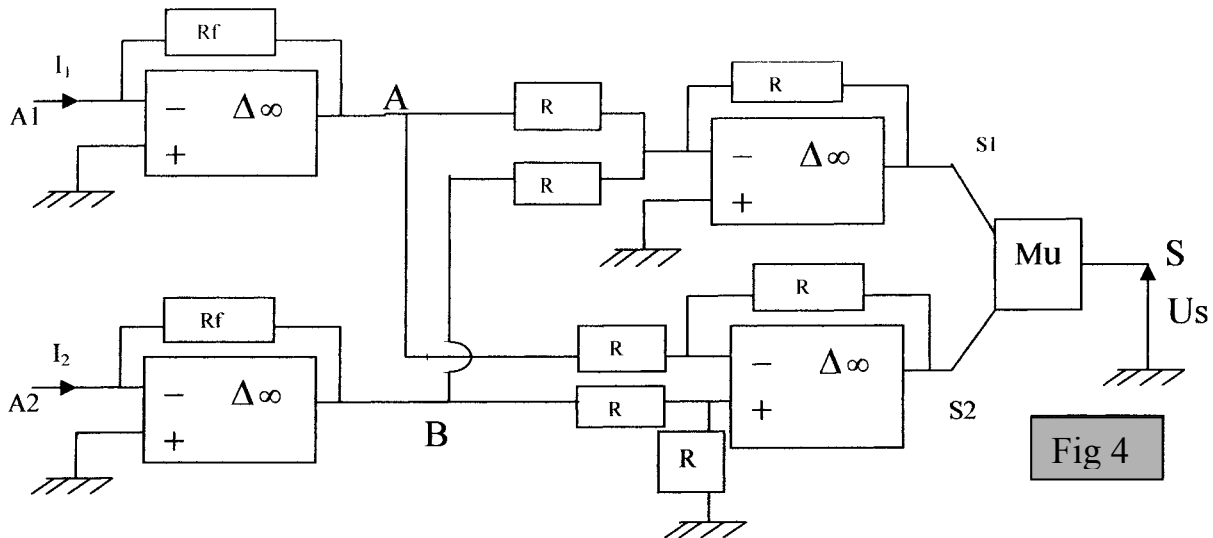 Rf
I₁
A1
−
+
Δ∞
A
R
R
R
−
+
Δ∞
S1
Mu
S
Us
Rf
I₂
A2
−
+
Δ∞
B
R
R
R
R
−
+
Δ∞
S2
Fig 4